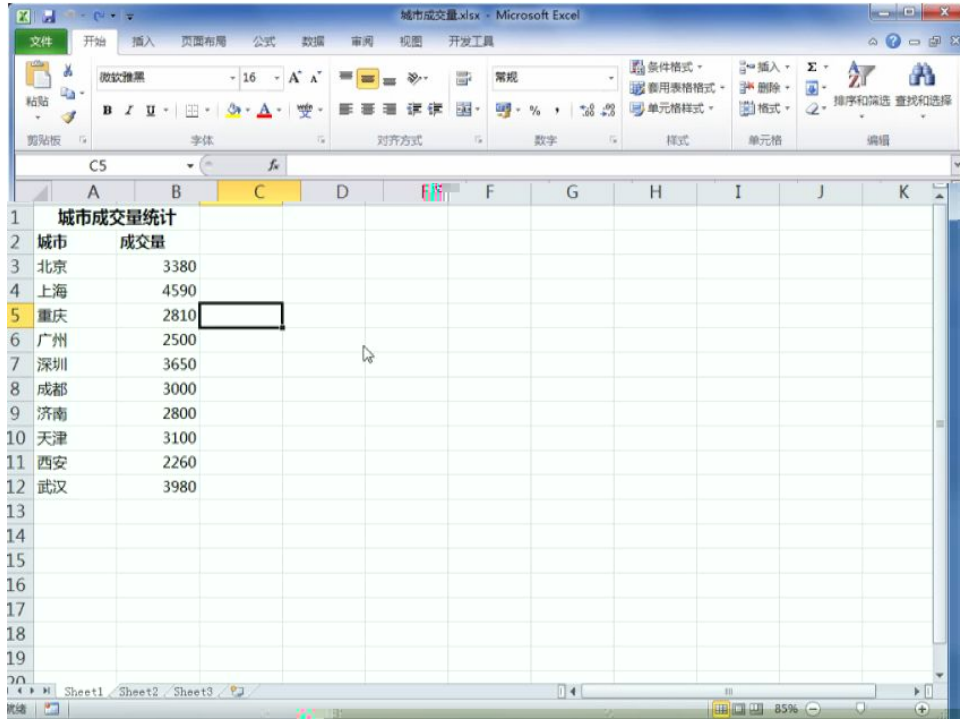 城市成交量.xlsx - Microsoft Excel
文件 开始 插入 页面布局 公式 数据 审阅 视图 开发工具
微软雅黑 16 A A 常规 条件格式 插入 Σ
粘贴 套用表格格式 删除 排序和筛选 查找和选择
B I U A % , 单元格样式 格式
剪贴板 字体 对齐方式 数字 样式 单元格 编辑
C5 fx
A B C D E F G H I J K
1 城市成交量统计
2 城市 成交量
3 北京 3380
4 上海 4590
5 重庆 2810
6 广州 2500
7 深圳 3650
8 成都 3000
9 济南 2800
10 天津 3100
11 西安 2260
12 武汉 3980
13
14
15
16
17
18
19
20
Sheet1 Sheet2 Sheet3
就绪 85%